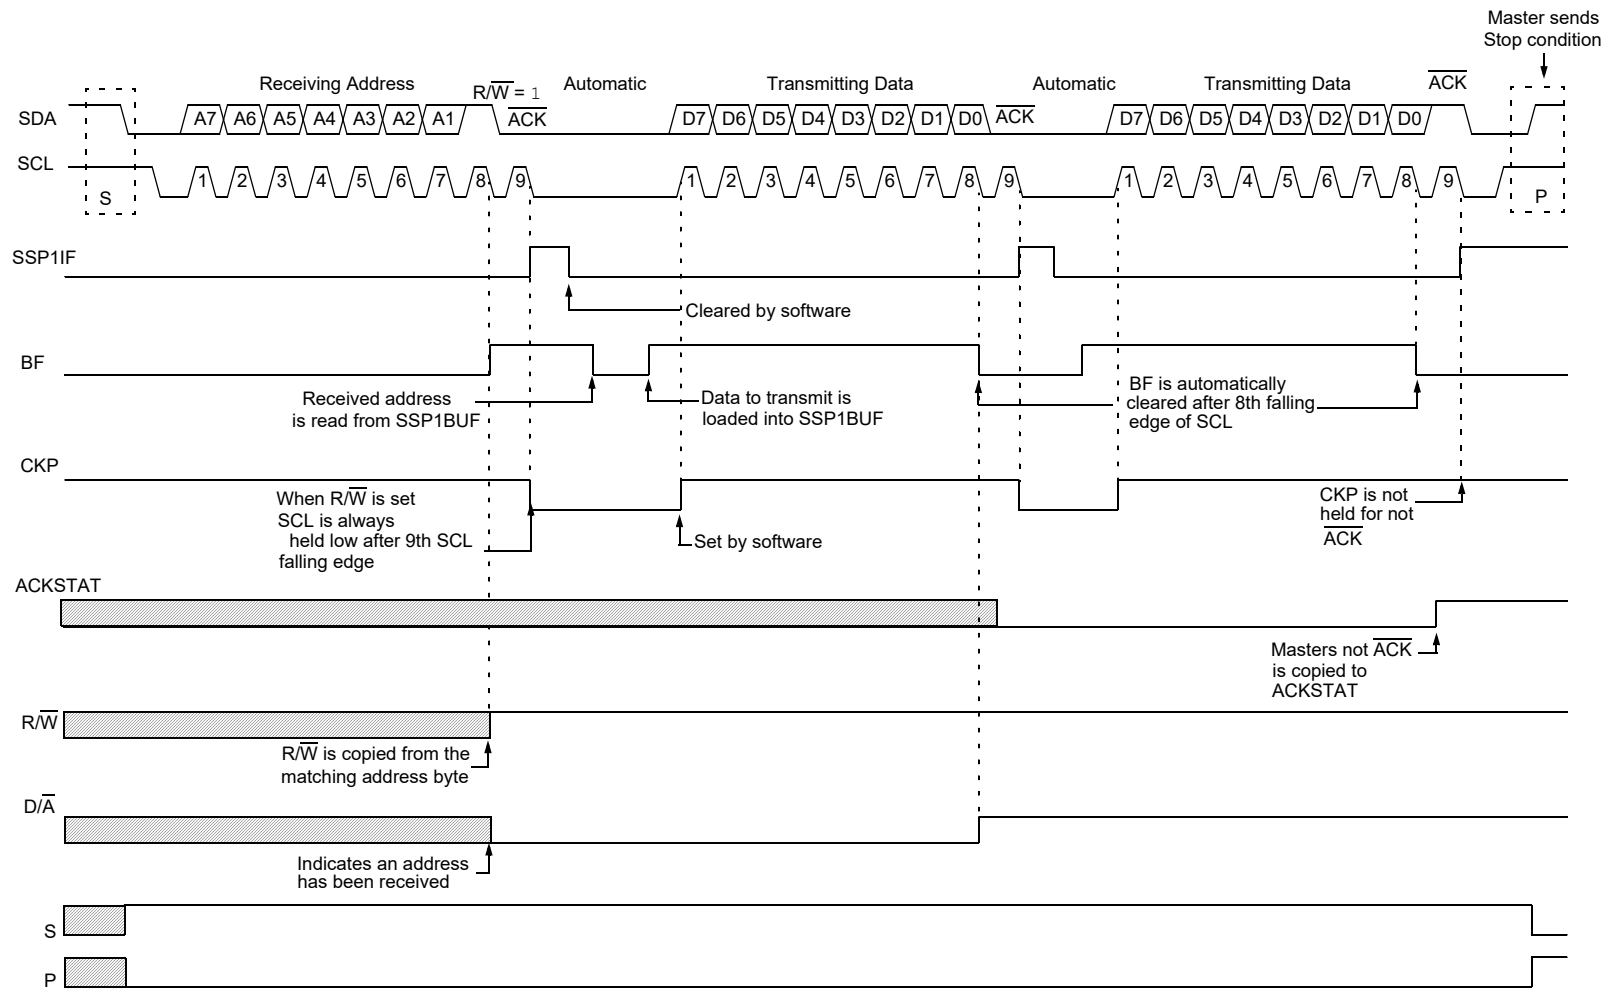 Master sends
Stop condition
Receiving Address
R/W̅ = 1
Automatic
Transmitting Data
Automatic
Transmitting Data
A̅C̅K̅
SDA
A7 A6 A5 A4 A3 A2 A1
A̅C̅K̅
D7 D6 D5 D4 D3 D2 D1 D0
A̅C̅K̅
D7 D6 D5 D4 D3 D2 D1 D0
SCL
1 2 3 4 5 6 7 8 9
1 2 3 4 5 6 7 8 9
1 2 3 4 5 6 7 8 9
S
P
SSP1IF
Cleared by software
BF
Received address
is read from SSP1BUF
Data to transmit is
loaded into SSP1BUF
BF is automatically
cleared after 8th falling
edge of SCL
CKP
When R/W̅ is set
SCL is always
held low after 9th SCL
falling edge
Set by software
CKP is not
held for not
A̅C̅K̅
ACKSTAT
Masters not A̅C̅K̅
is copied to
ACKSTAT
R/W̅
R/W̅ is copied from the
matching address byte
D/A̅
Indicates an address
has been received
S
P